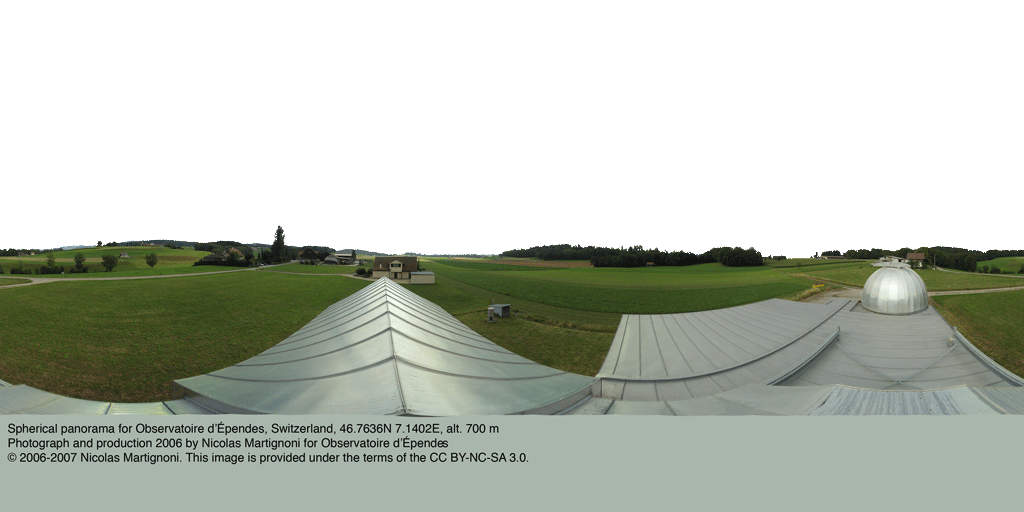 Spherical panorama for Observatoire d'Épendes, Switzerland, 46.7636N 7.1402E, alt. 700 m
Photograph and production 2006 by Nicolas Martignoni for Observatoire d'Épendes
© 2006-2007 Nicolas Martignoni. This image is provided under the terms of the CC BY-NC-SA 3.0.